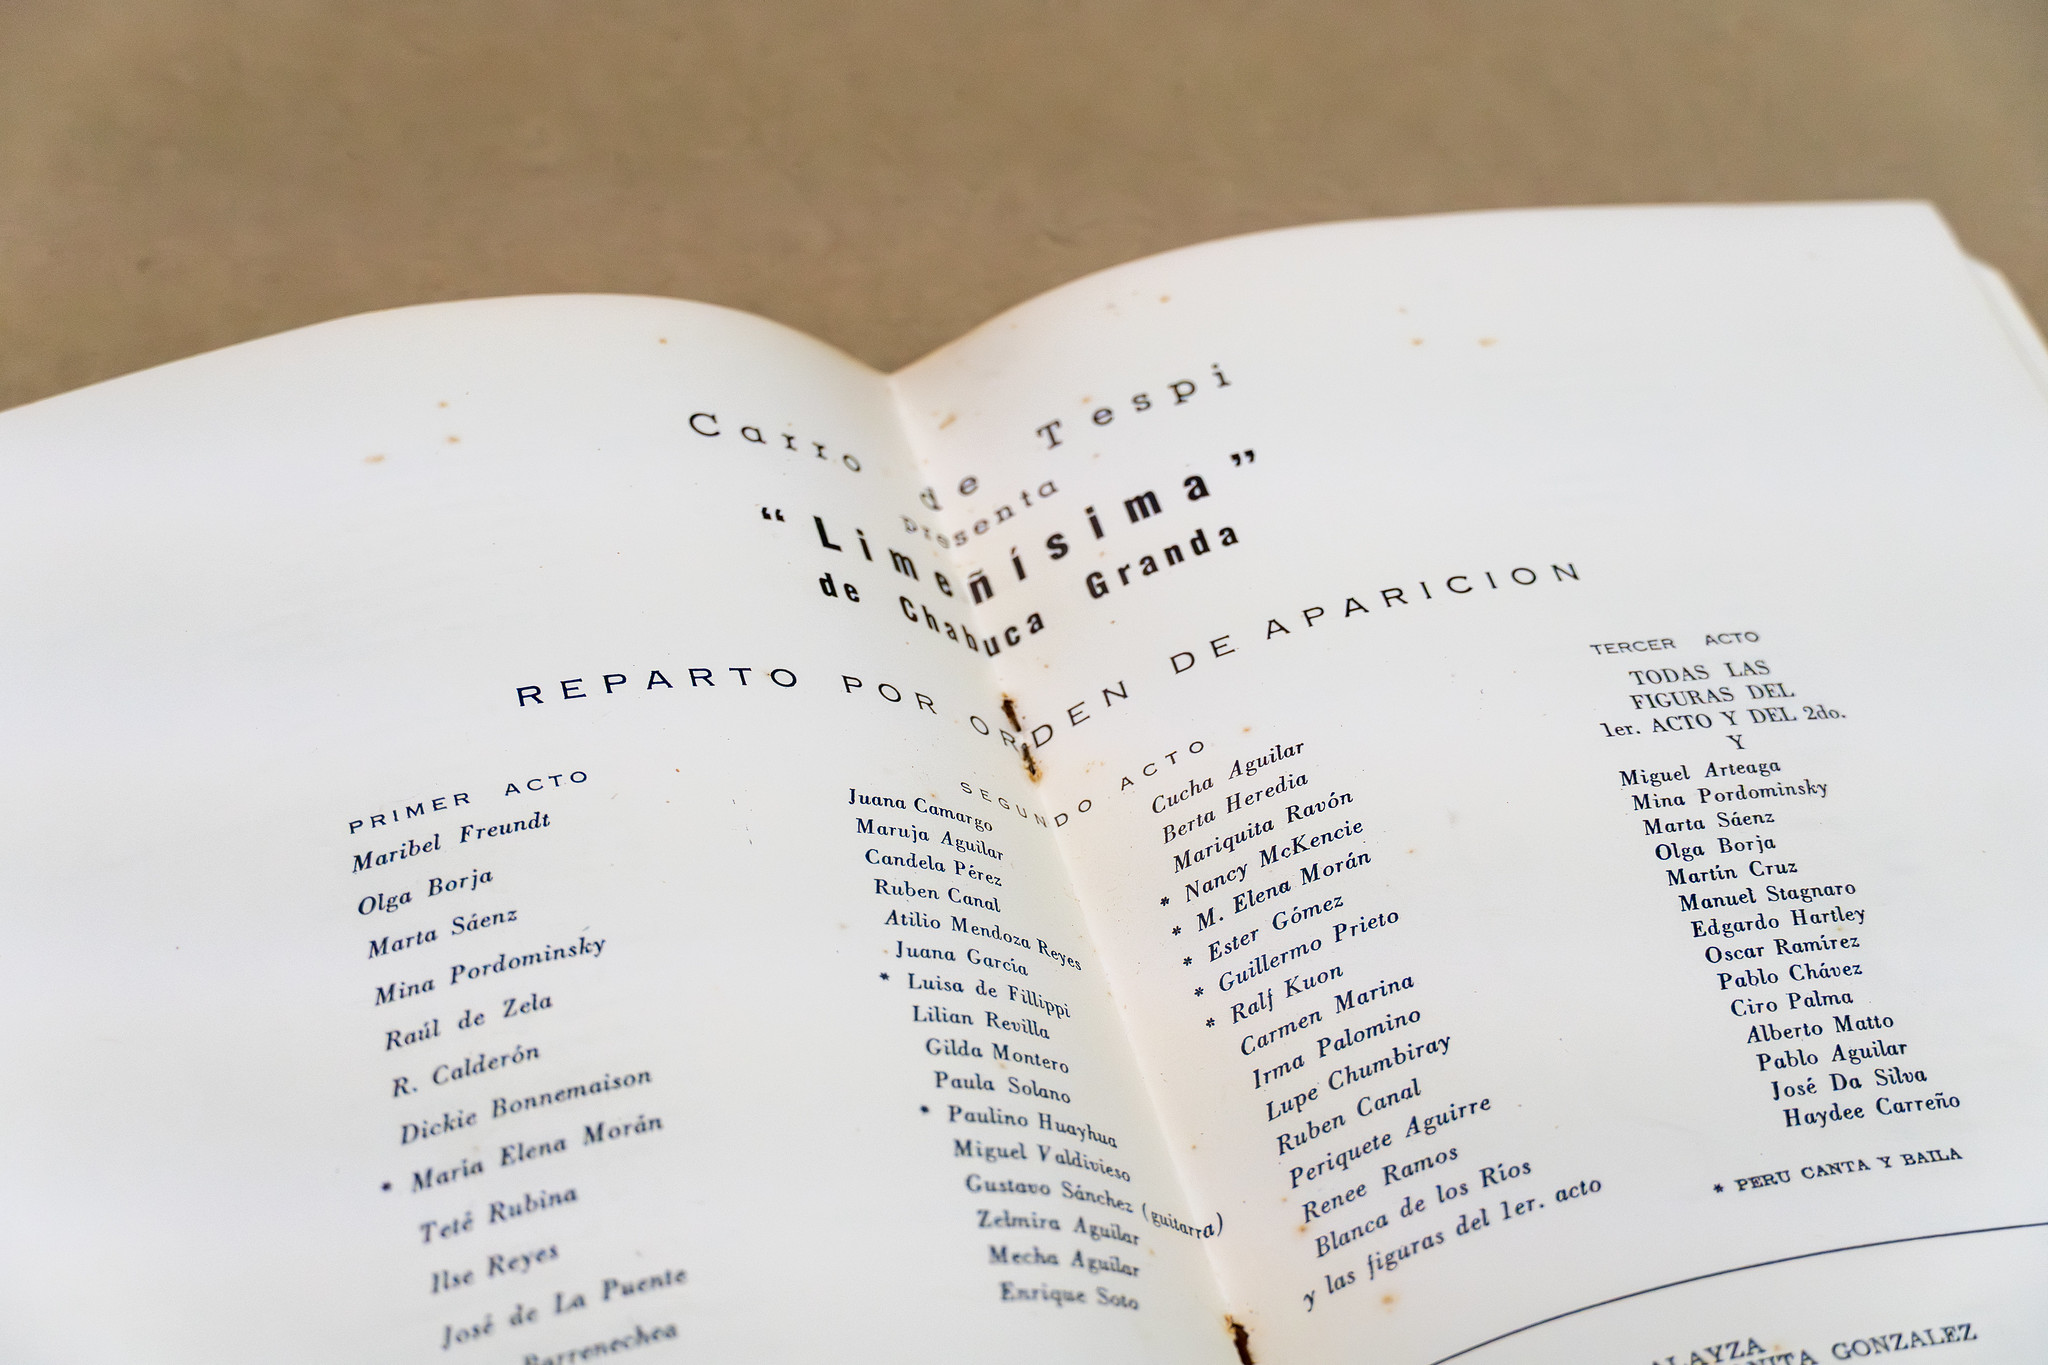 Carro de Tespi
presenta
"Limeñísima"
de Chabuca Granda
REPARTO POR ORDEN DE APARICION
PRIMER ACTO
Maribel Freundt
Olga Borja
Marta Sáenz
Mina Pordominsky
Raúl de Zela
R. Calderón
Dickie Bonnemaison
* María Elena Morán
Teté Rubina
Ilse Reyes
José de La Puente
Barrenechea
SEGUNDO ACTO
Juana Camargo
Maruja Aguilar
Candela Pérez
Ruben Canal
Atilio Mendoza Reyes
Juana García
* Luisa de Fillippi
Lilian Revilla
Gilda Montero
Paula Solano
* Paulino Huayhua
Miguel Valdivieso
Gustavo Sánchez (guitarra)
Zelmira Aguilar
Mecha Aguilar
Enrique Soto
Cucha Aguilar
Berta Heredia
Mariquita Ravón
* Nancy McKencie
* M. Elena Morán
* Ester Gómez
* Guillermo Prieto
* Ralf Kuon
Carmen Marina
Irma Palomino
Lupe Chumbiray
Ruben Canal
Periquete Aguirre
Renee Ramos
Blanca de los Ríos
y las figuras del 1er. acto
TERCER ACTO
TODAS LAS
FIGURAS DEL
1er. ACTO Y DEL 2do.
Y
Miguel Arteaga
Mina Pordominsky
Marta Sáenz
Olga Borja
Martín Cruz
Manuel Stagnaro
Edgardo Hartley
Oscar Ramírez
Pablo Chávez
Ciro Palma
Alberto Matto
Pablo Aguilar
José Da Silva
Haydee Carreño
* PERU CANTA Y BAILA
GONZALEZ